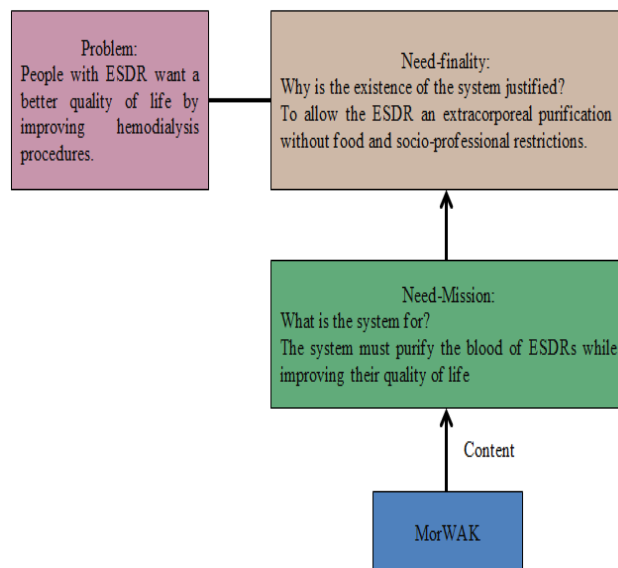 Problem:
People with ESDR want a
better quality of life by
improving hemodialysis
procedures.
Need-finality:
Why is the existence of the system justified?
To allow the ESDR an extracorporeal purification
without food and socio-professional restrictions.
Need-Mission:
What is the system for?
The system must purify the blood of ESDRs while
improving their quality of life
Content
MorWAK